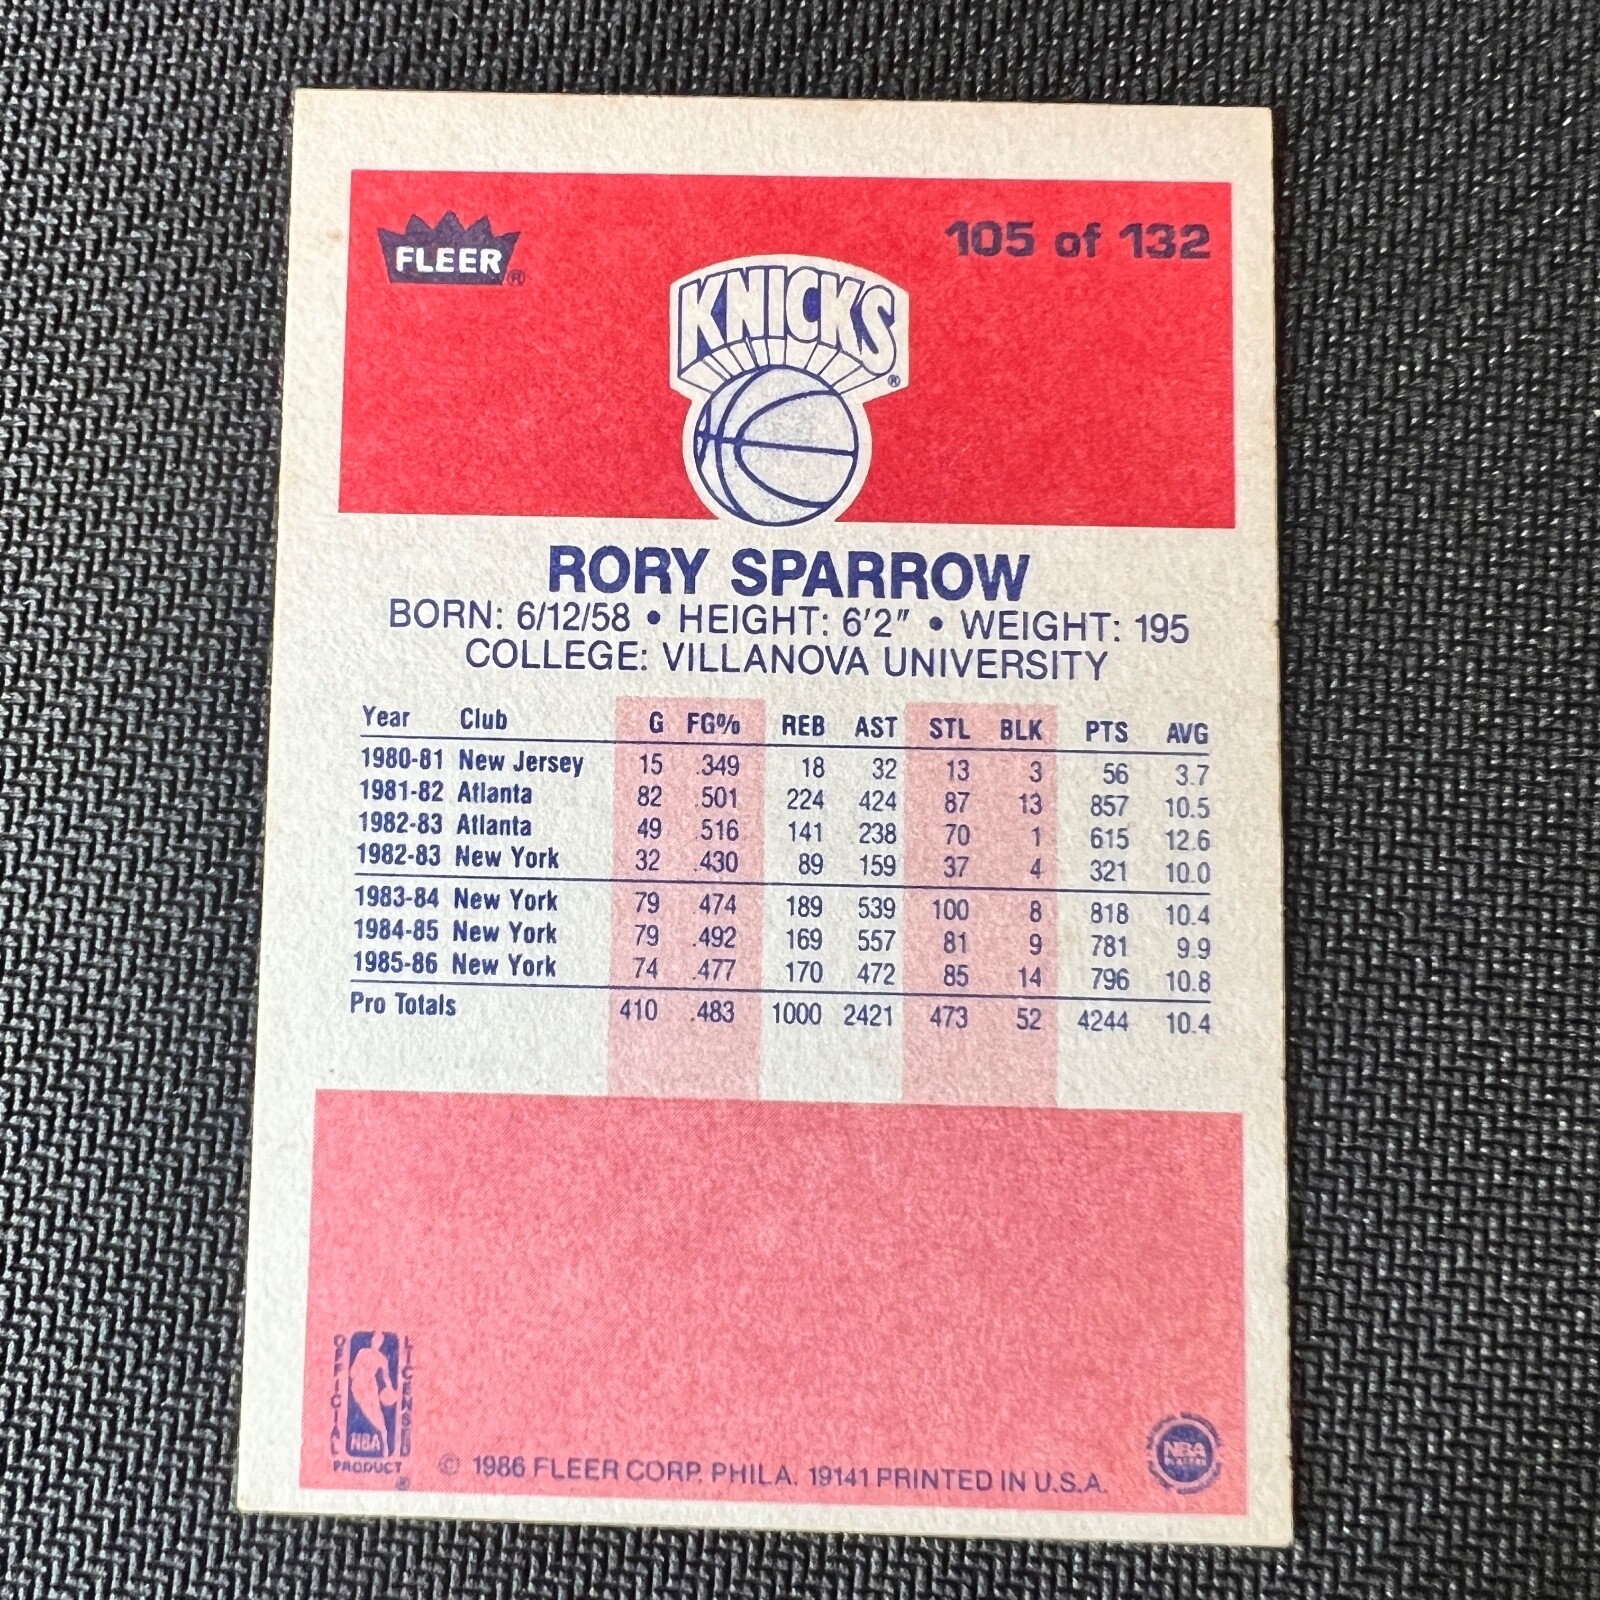 FLEER®
105 of 132
KNICKS ®
RORY SPARROW
BORN: 6/12/58 • HEIGHT: 6'2" • WEIGHT: 195
COLLEGE: VILLANOVA UNIVERSITY
Year Club G FG% REB AST STL BLK PTS AVG
1980-81 New Jersey 15 .349 18 32 13 3 56 3.7
1981-82 Atlanta 82 .501 224 424 87 13 857 10.5
1982-83 Atlanta 49 .516 141 238 70 1 615 12.6
1982-83 New York 32 .430 89 159 37 4 321 10.0
1983-84 New York 79 .474 189 539 100 8 818 10.4
1984-85 New York 79 .492 169 557 81 9 781 9.9
1985-86 New York 74 .477 170 472 85 14 796 10.8
Pro Totals 410 .483 1000 2421 473 52 4244 10.4
OFFICIAL LICENSED
NBA
PRODUCT ®
© 1986 FLEER CORP. PHILA. 19141 PRINTED IN U.S.A.
NBA
PLAYERS